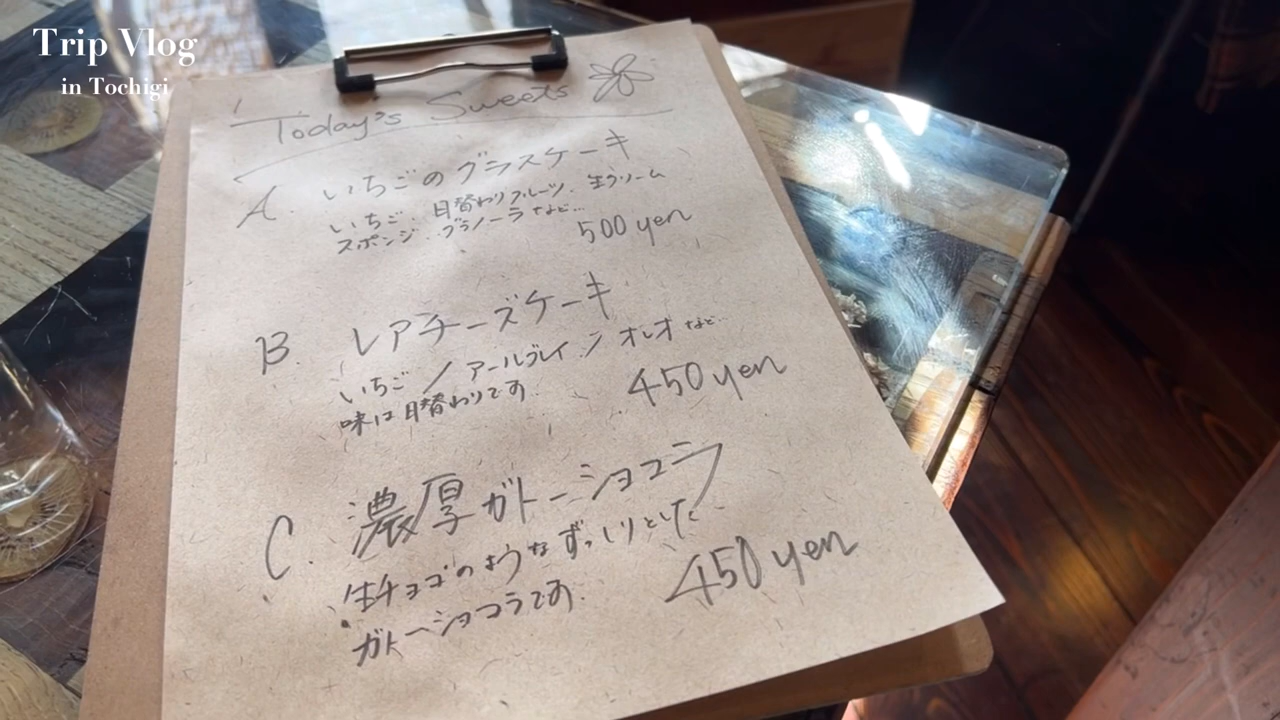 Trip Vlog
in Tochigi
Today's Sweets
A. いちごのグラスケーキ
いちご、日替わりフルーツ、生クリーム
スポンジ、グラノーラなど…
500 yen
B. レアチーズケーキ
いちご／アールグレイ／オレオ など…
味は日替わりです。
450 yen
C. 濃厚ガトーショコラ
生チョコのようなずっしりとした
ガトーショコラです。
450 yen